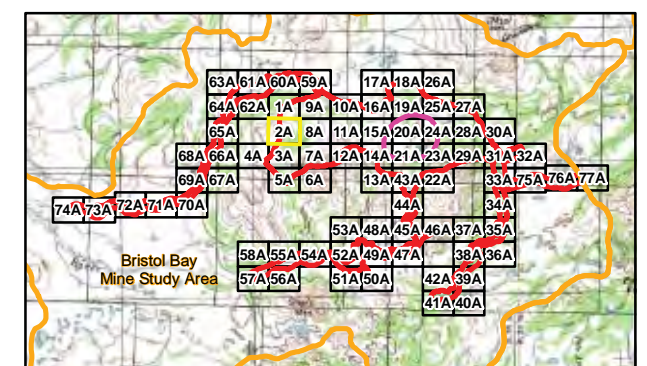 63A 61A 60A 59A 17A 18A 26A
64A 62A 1A 9A 10A 16A 19A 25A 27A
65A 2A 8A 11A 15A 20A 24A 28A 30A
68A 66A 4A 3A 7A 12A 14A 21A 23A 29A 31A 32A
69A 67A 5A 6A 13A 43A 22A 33A 75A 76A 77A
74A 73A 72A 71A 70A 44A 34A
53A 48A 45A 46A 37A 35A
58A 55A 54A 52A 49A 47A 38A 36A
Bristol Bay
Mine Study Area
57A 56A 51A 50A 42A 39A
41A 40A